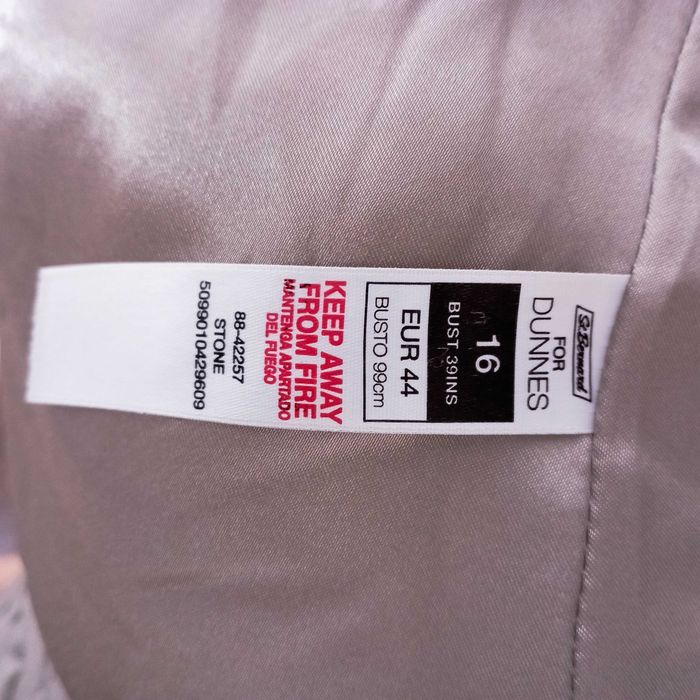 St. Bernard
FOR
DUNNES
16
BUST 39INS
EUR 44
BUSTO 99cm
KEEP AWAY
FROM FIRE
MANTENGA APARTADO
DEL FUEGO
88-42257
STONE
5099010429609